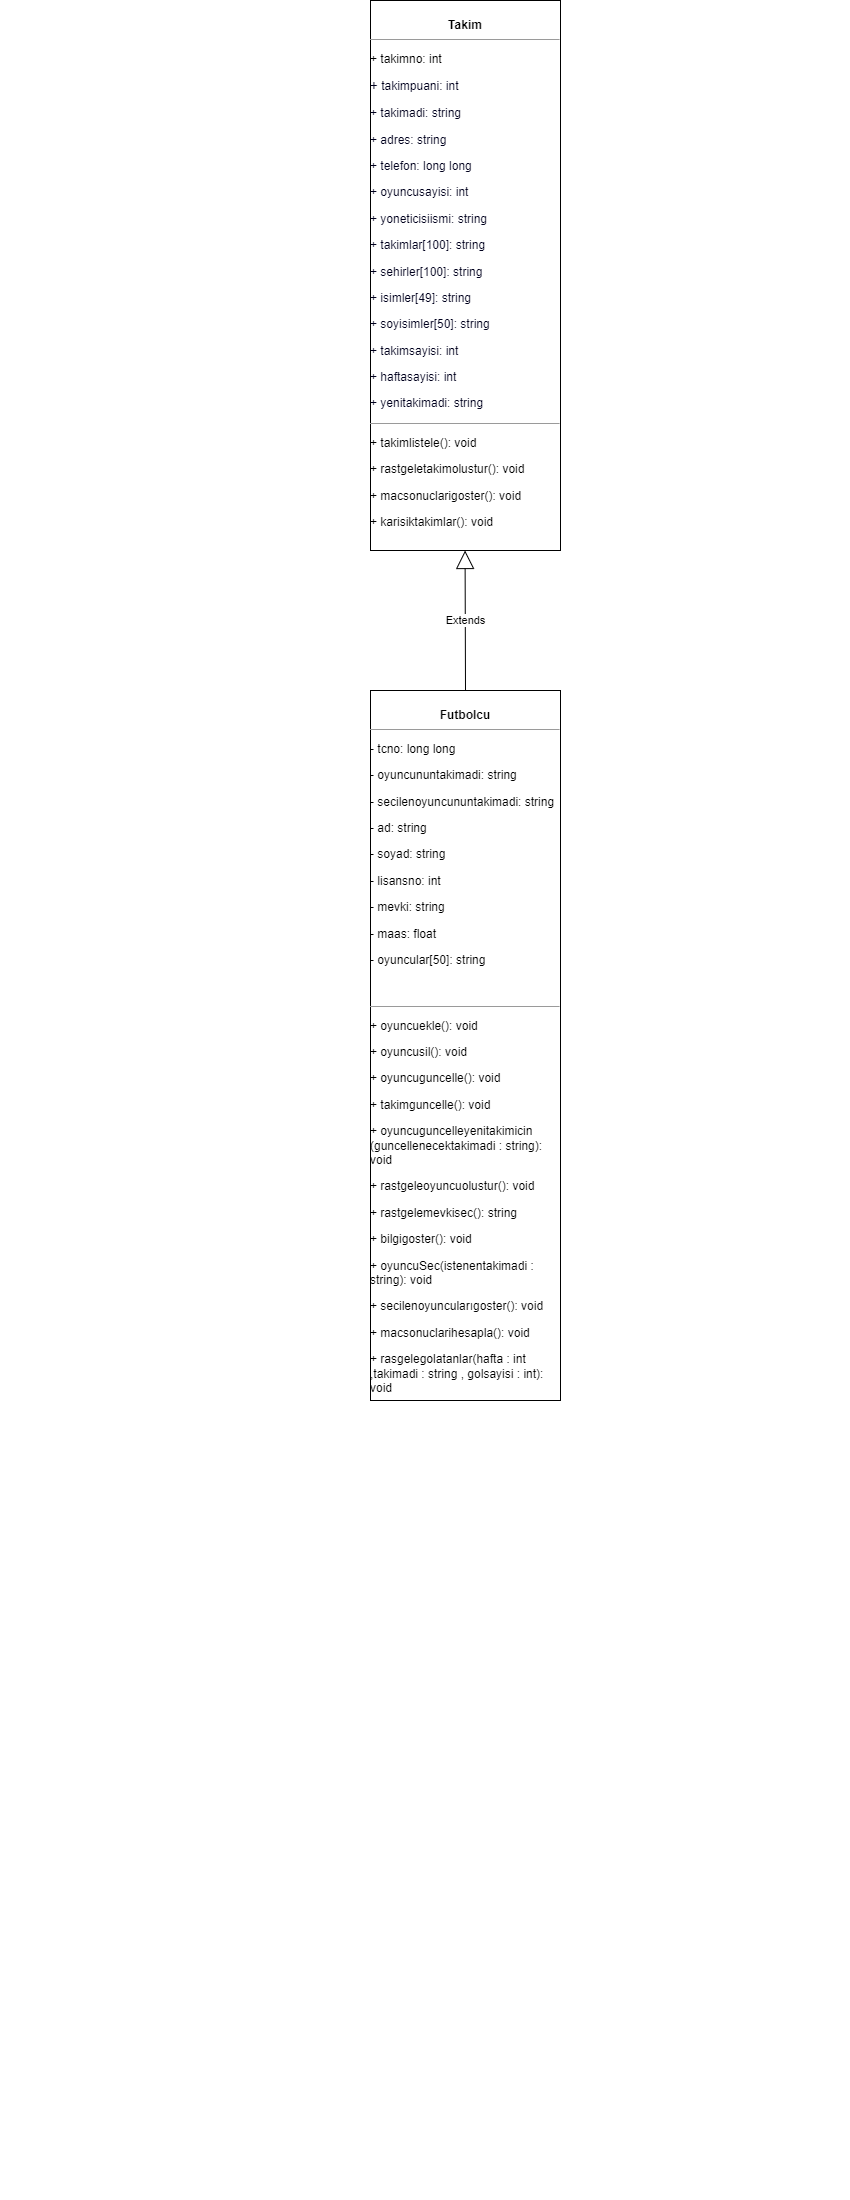 Takim
+ takimno: int
+ takimpuani: int
+ takimadi: string
+ adres: string
+ telefon: long long
+ oyuncusayisi: int
+ yoneticisiismi: string
+ takimlar[100]: string
+ sehirler[100]: string
+ isimler[49]: string
+ soyisimler[50]: string
+ takimsayisi: int
+ haftasayisi: int
+ yenitakimadi: string
+ takimlistele(): void
+ rastgeletakimolustur(): void
+ macsonuclarigoster(): void
+ karisiktakimlar(): void
Extends
Futbolcu
- tcno: long long
- oyuncununtakimadi: string
- secilenoyuncununtakimadi: string
- ad: string
- soyad: string
- lisansno: int
- mevki: string
- maas: float
- oyuncular[50]: string
+ oyuncuekle(): void
+ oyuncusil(): void
+ oyuncuguncelle(): void
+ takimguncelle(): void
+ oyuncuguncelleyenitakimicin
(guncellenecektakimadi : string):
void
+ rastgeleoyuncuolustur(): void
+ rastgelemevkisec(): string
+ bilgigoster(): void
+ oyuncuSec(istenentakimadi :
string): void
+ secilenoyuncularıgoster(): void
+ macsonuclarihesapla(): void
+ rasgelegolatanlar(hafta : int
,takimadi : string , golsayisi : int):
void